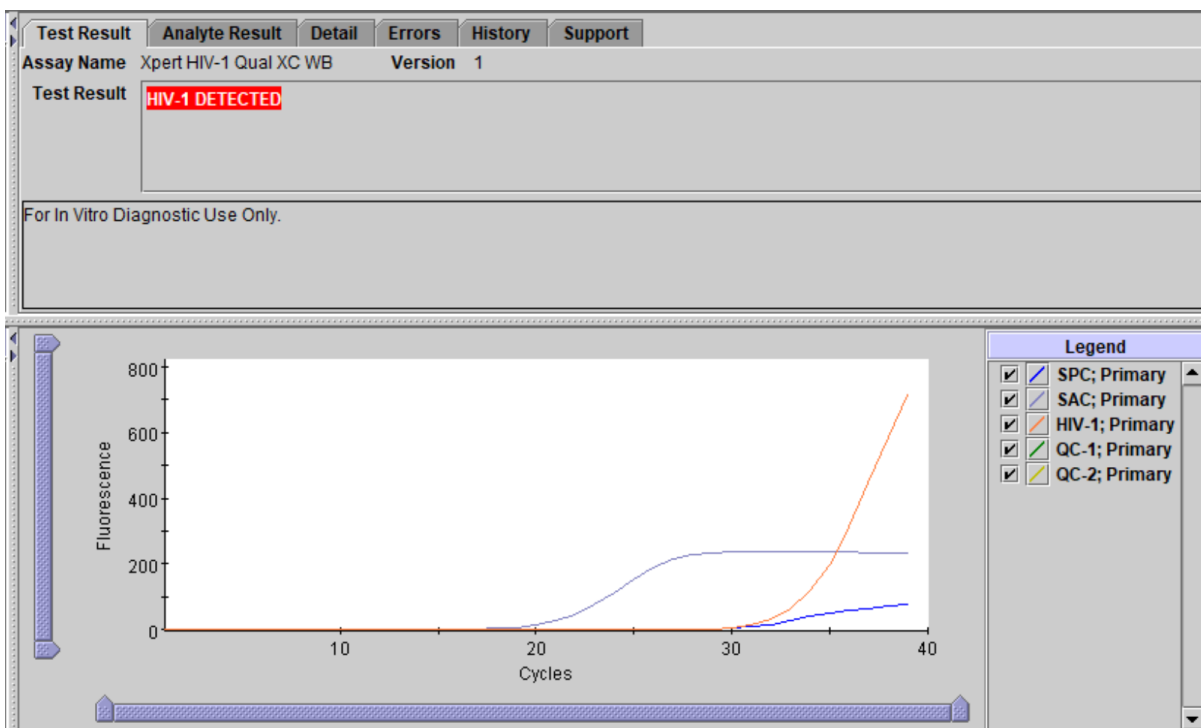 Test Result Analyte Result Detail Errors History Support
Assay Name Xpert HIV-1 Qual XC WB Version 1
Test Result HIV-1 DETECTED
For In Vitro Diagnostic Use Only.
Legend
SPC; Primary
SAC; Primary
HIV-1; Primary
QC-1; Primary
QC-2; Primary
800
600
400
200
0
Fluorescence
10 20 30 40
Cycles